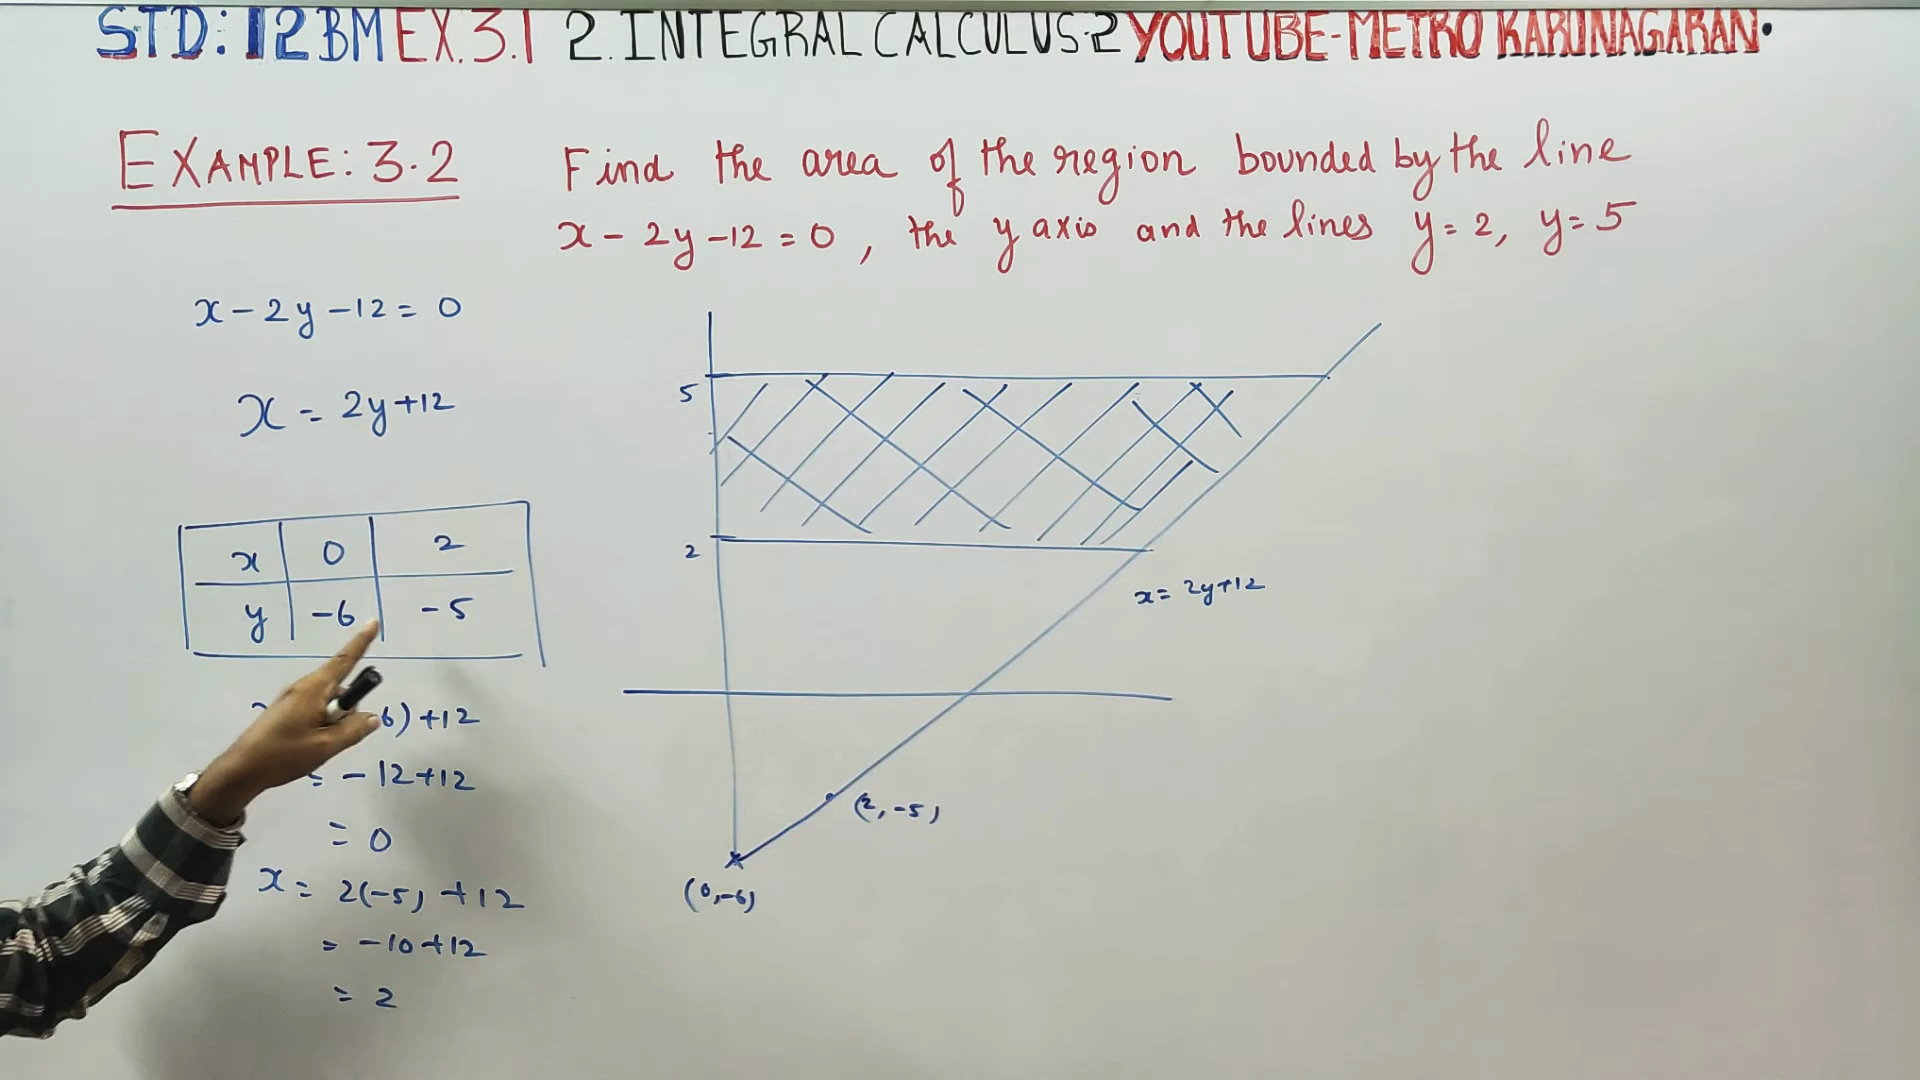 STD: 12 BM EX. 3.1 2. INTEGRAL CALCULUS-2 YOUTUBE-METRO KARUNAGARAN.
EXAMPLE: 3.2 Find the area of the region bounded by the line
x - 2y - 12 = 0, the y axis and the lines y = 2, y = 5
x - 2y - 12 = 0
x = 2y+12
x 0 2
y -6 -5
6) +12
= -12+12
= 0
x = 2(-5) +12
= -10+12
= 2
5
2
x = 2y+12
(2, -5)
(0,-6)